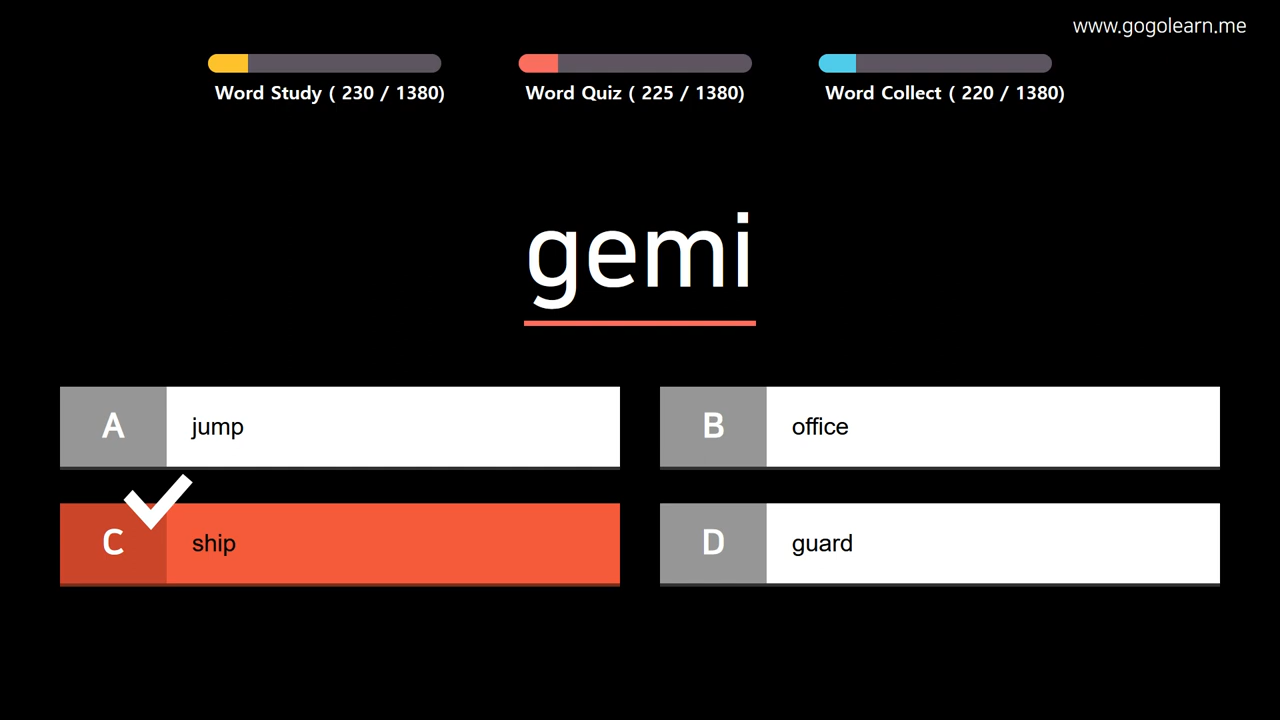 www.gogolearn.me
Word Study ( 230 / 1380)
Word Quiz ( 225 / 1380)
Word Collect ( 220 / 1380)
gemi
A jump
B office
C ship
D guard